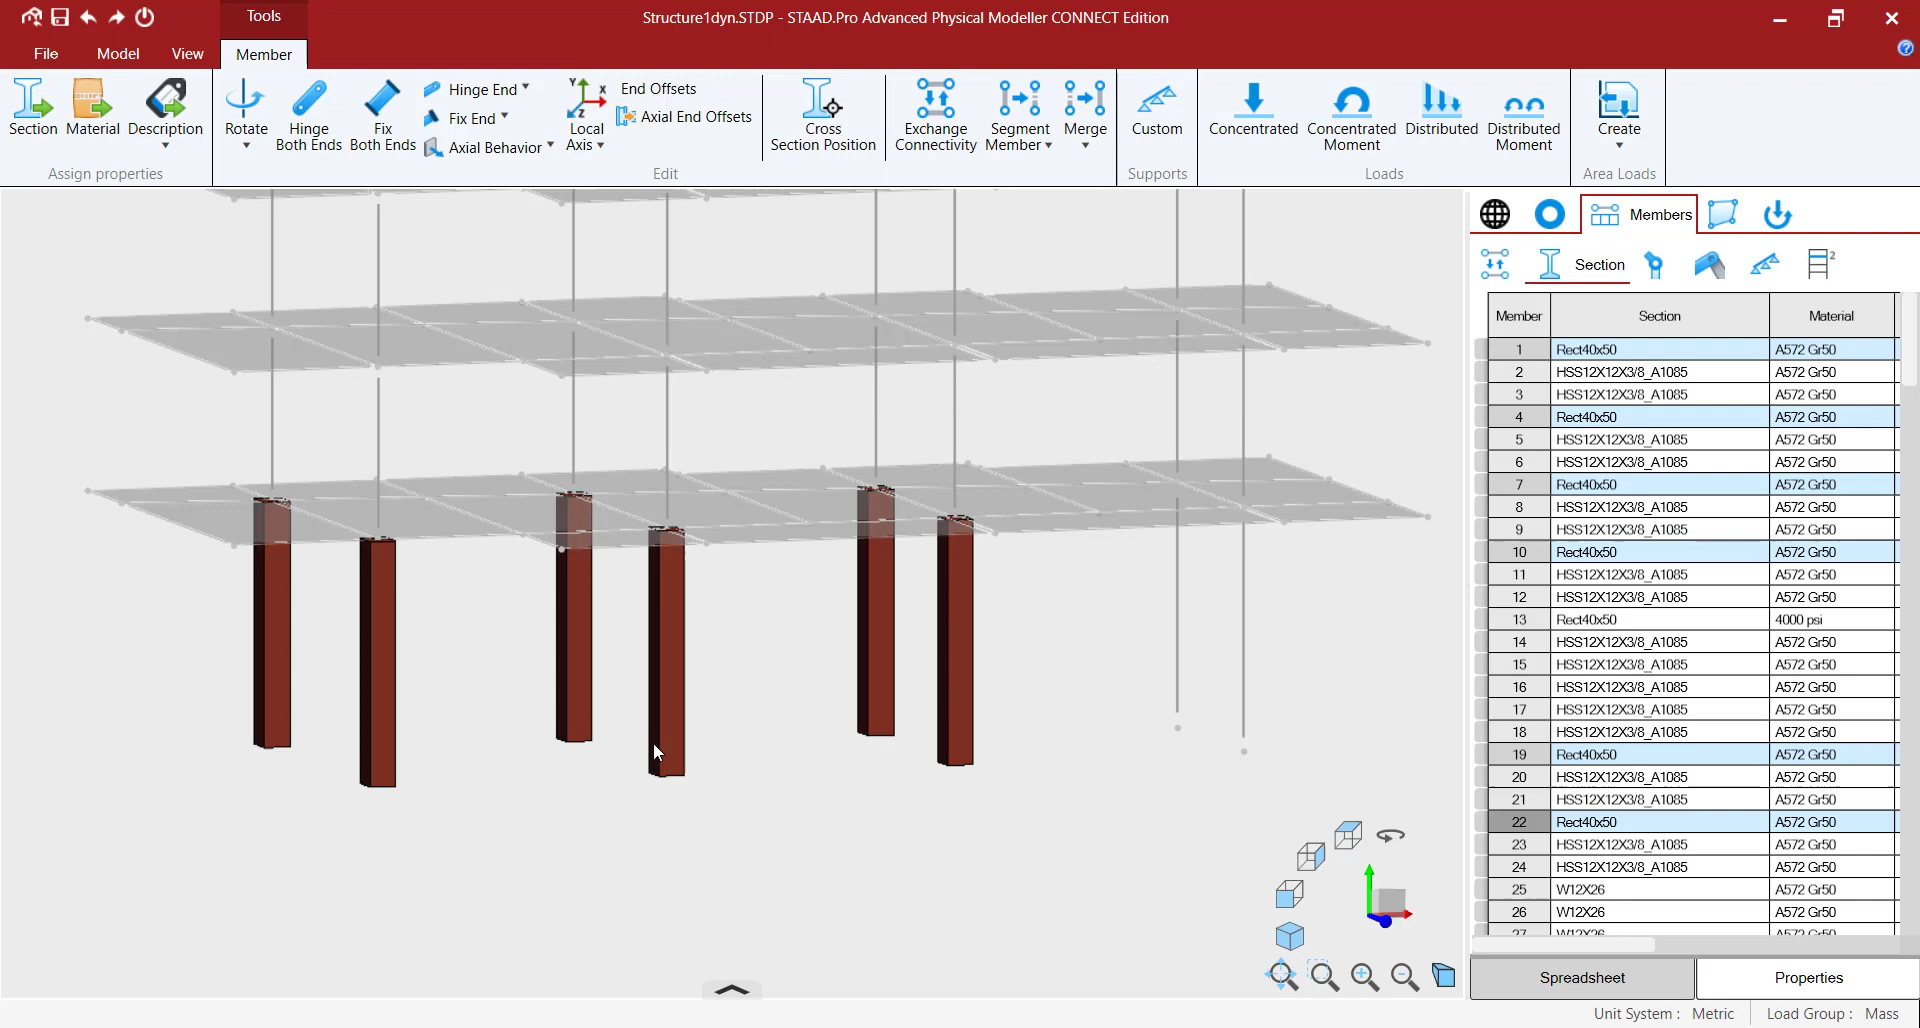 Tools
Structure1dyn.STDP - STAAD.Pro Advanced Physical Modeller CONNECT Edition
File Model View Member
Section Material Description
Assign properties
Rotate
Hinge Both Ends
Fix Both Ends
Hinge End
Fix End
Axial Behavior
Local Axis
End Offsets
Axial End Offsets
Edit
Cross Section Position
Exchange Connectivity
Segment Member
Merge
Custom
Supports
Concentrated
Concentrated Moment
Distributed
Distributed Moment
Loads
Create
Area Loads
Y X Z
Members
Section
Member Section Material
1 Rect40x50 A572 Gr50
2 HSS12X12X3/8_A1085 A572 Gr50
3 HSS12X12X3/8_A1085 A572 Gr50
4 Rect40x50 A572 Gr50
5 HSS12X12X3/8_A1085 A572 Gr50
6 HSS12X12X3/8_A1085 A572 Gr50
7 Rect40x50 A572 Gr50
8 HSS12X12X3/8_A1085 A572 Gr50
9 HSS12X12X3/8_A1085 A572 Gr50
10 Rect40x50 A572 Gr50
11 HSS12X12X3/8_A1085 A572 Gr50
12 HSS12X12X3/8_A1085 A572 Gr50
13 Rect40x50 4000 psi
14 HSS12X12X3/8_A1085 A572 Gr50
15 HSS12X12X3/8_A1085 A572 Gr50
16 HSS12X12X3/8_A1085 A572 Gr50
17 HSS12X12X3/8_A1085 A572 Gr50
18 HSS12X12X3/8_A1085 A572 Gr50
19 Rect40x50 A572 Gr50
20 HSS12X12X3/8_A1085 A572 Gr50
21 HSS12X12X3/8_A1085 A572 Gr50
22 Rect40x50 A572 Gr50
23 HSS12X12X3/8_A1085 A572 Gr50
24 HSS12X12X3/8_A1085 A572 Gr50
25 W12X26 A572 Gr50
26 W12X26 A572 Gr50
27 W12X26 A572 Gr50
Spreadsheet Properties
Unit System : Metric Load Group : Mass